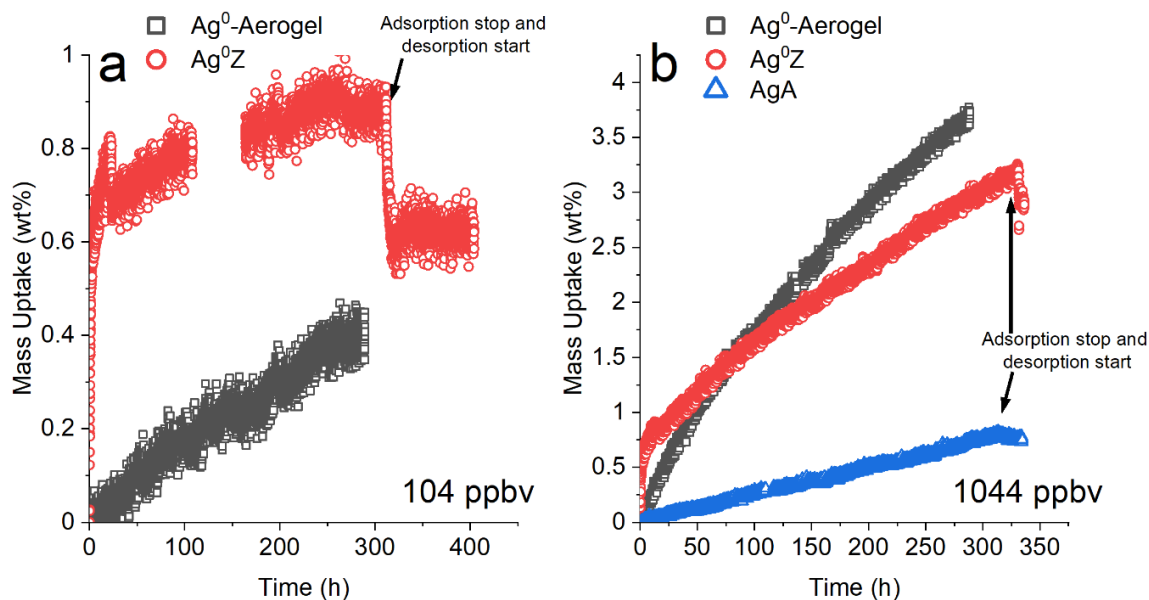 Ag⁰-Aerogel
Ag⁰Z
a
Adsorption stop and
desorption start
104 ppbv
Mass Uptake (wt%)
1
0.8
0.6
0.4
0.2
0
0
100
200
300
400
Time (h)
Ag⁰-Aerogel
Ag⁰Z
AgA
b
Adsorption stop and
desorption start
1044 ppbv
Mass Uptake (wt%)
4
3.5
3
2.5
2
1.5
1
0.5
0
0
50
100
150
200
250
300
350
Time (h)